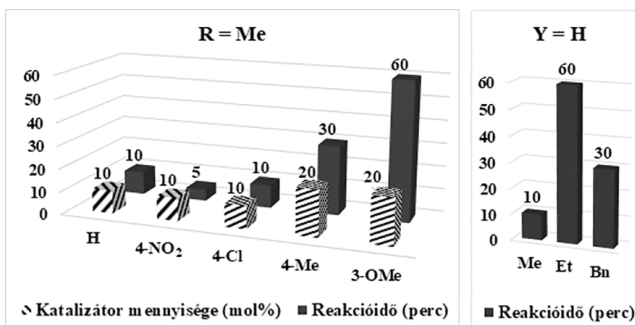 R = Me
60
50
40
30
20
10
0
10 10 10 5 10 10 20 30 20 60
H 4-NO₂ 4-Cl 4-Me 3-OMe
Katalizátor mennyisége (mol%) Reakcióidő (perc)
Y = H
60
50
40
30
20
10
0
10 60 30
Me Et Bn
Reakcióidő (perc)